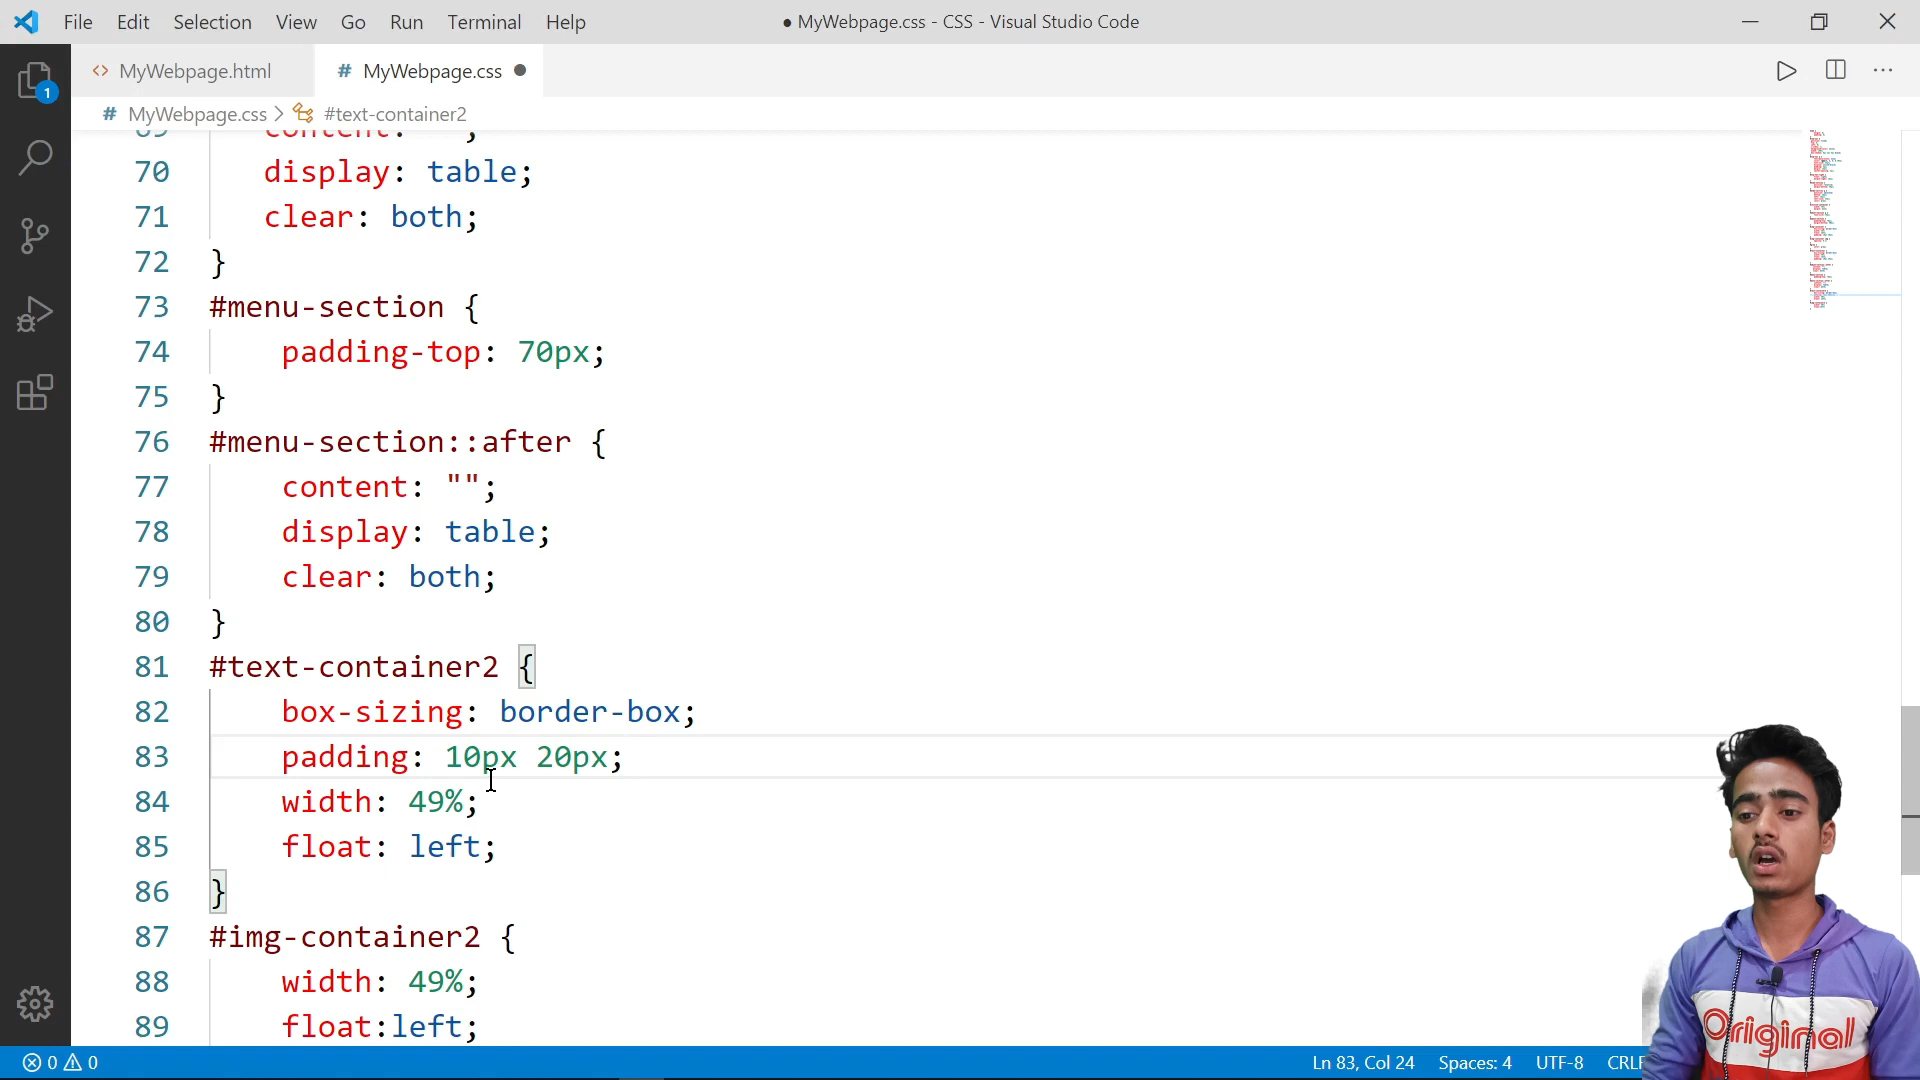 File Edit Selection View Go Run Terminal Help ● MyWebpage.css - CSS - Visual Studio Code
<> MyWebpage.html # MyWebpage.css ●
1
# MyWebpage.css > #text-container2
70 display: table;
71 clear: both;
72 }
73 #menu-section {
74 padding-top: 70px;
75 }
76 #menu-section::after {
77 content: "";
78 display: table;
79 clear: both;
80 }
81 #text-container2 {
82 box-sizing: border-box;
83 padding: 10px 20px;
84 width: 49%;
85 float: left;
86 }
87 #img-container2 {
88 width: 49%;
89 float:left;
Original
0 0 Ln 83, Col 24 Spaces: 4 UTF-8 CRLF